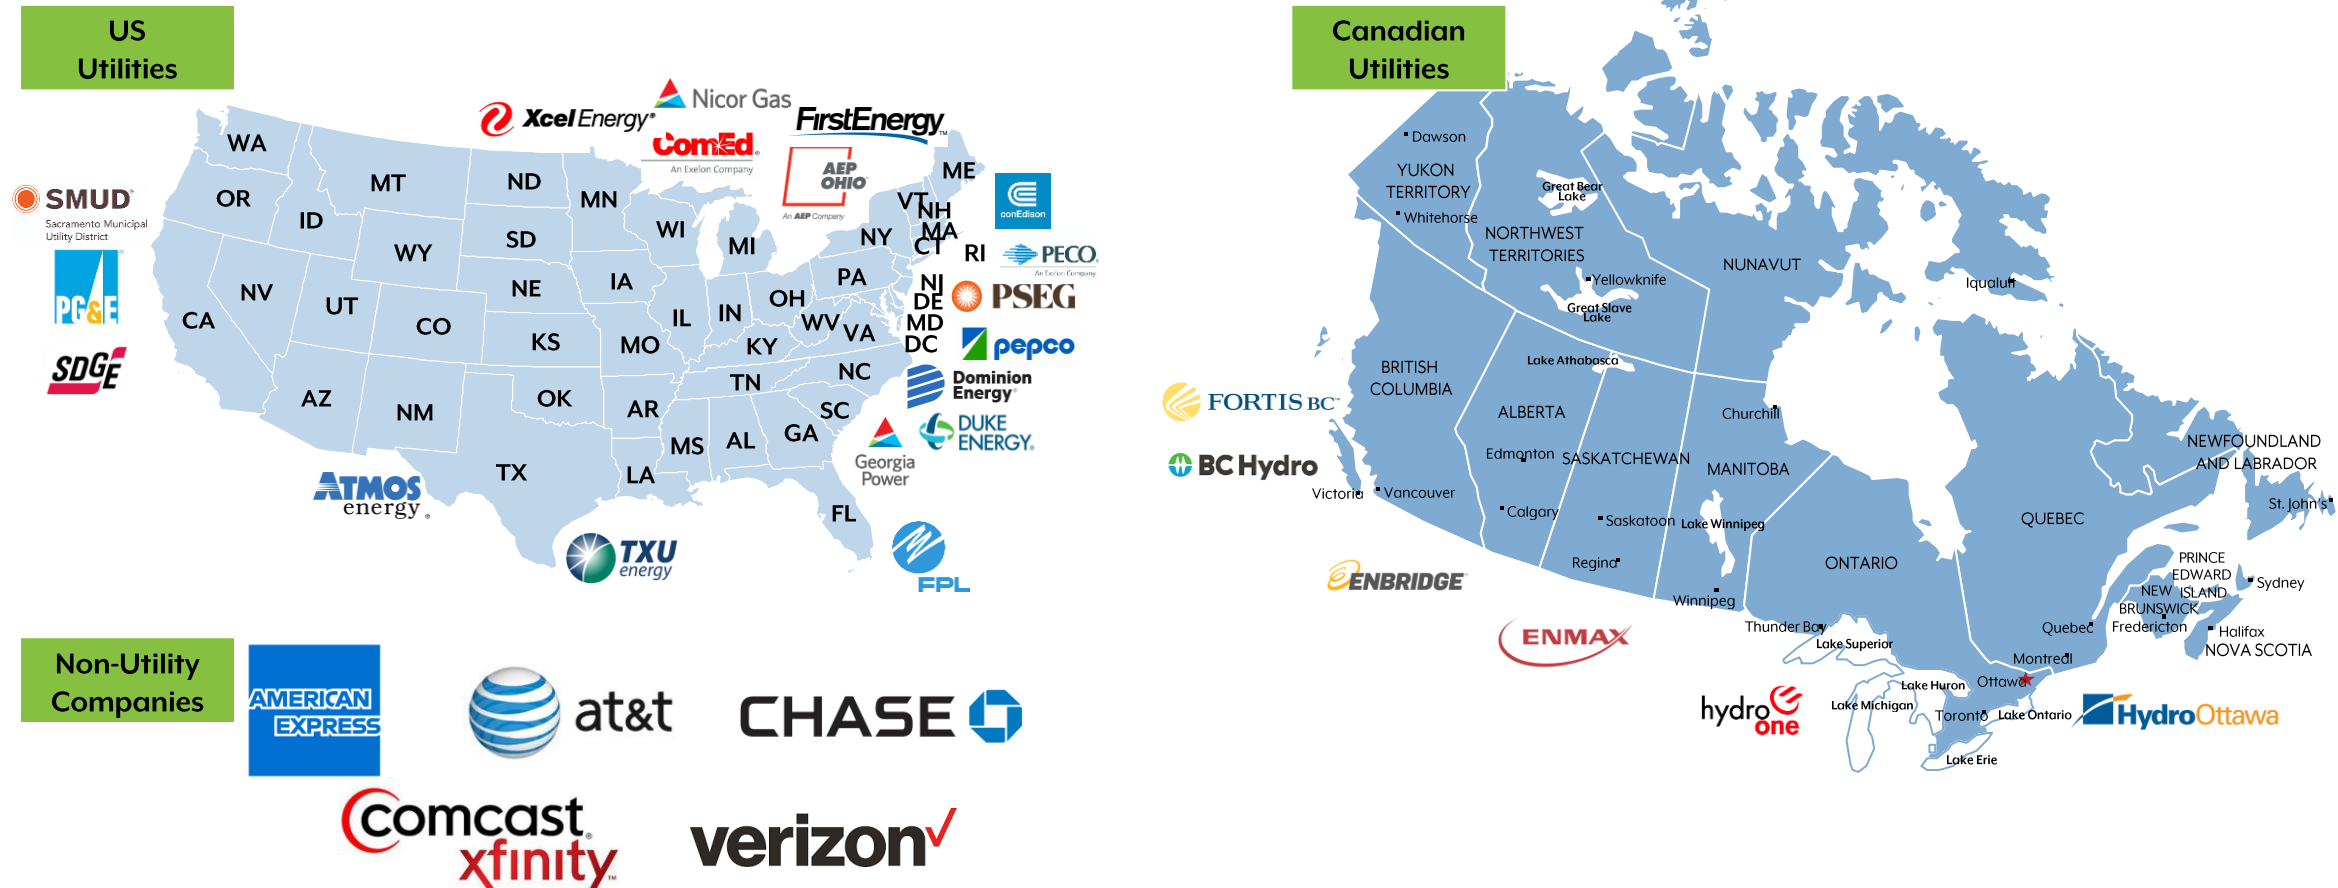 US
Utilities
Xcel Energy®
Nicor Gas
ComEd®
An Exelon Company
FirstEnergy™
AEP
OHIO
An AEP Company
SMUD
Sacramento Municipal
Utility District
PG&E
SDGE
conEdison
PECO
An Exelon Company
PSEG
pepco
Dominion
Energy
DUKE
ENERGY
Georgia
Power
ATMOS
energy
TXU
energy
FPL
WA
OR
CA
ID
NV
MT
WY
UT
AZ
CO
NM
ND
SD
NE
KS
OK
TX
MN
IA
MO
AR
LA
WI
IL
MI
IN
OH
KY
TN
MS
AL
GA
FL
SC
NC
VA
WV
PA
NY
VT
NH
MA
CT
ME
RI
NJ
DE
MD
DC
Non-Utility
Companies
AMERICAN
EXPRESS
at&t
CHASE
comcast
xfinity™
verizon
Canadian
Utilities
Dawson
YUKON
TERRITORY
Whitehorse
Great Bear
Lake
NORTHWEST
TERRITORIES
Yellowknife
Great Slave
Lake
NUNAVUT
Iqaluit
BRITISH
COLUMBIA
Lake Athabasca
ALBERTA
Edmonton
Calgary
SASKATCHEWAN
Saskatoon
Regina
Churchill
MANITOBA
Lake Winnipeg
Winnipeg
Victoria
Vancouver
FORTIS BC™
BC Hydro
ENBRIDGE
ENMAX
hydro
one
HydroOttawa
ONTARIO
Thunder Bay
Lake Superior
Lake Huron
Lake Michigan
Ottawa
Toronto
Lake Ontario
Lake Erie
QUEBEC
Quebec
Montreal
NEWFOUNDLAND
AND LABRADOR
St. John's
PRINCE
EDWARD
ISLAND
NEW
BRUNSWICK
Fredericton
Sydney
Halifax
NOVA SCOTIA